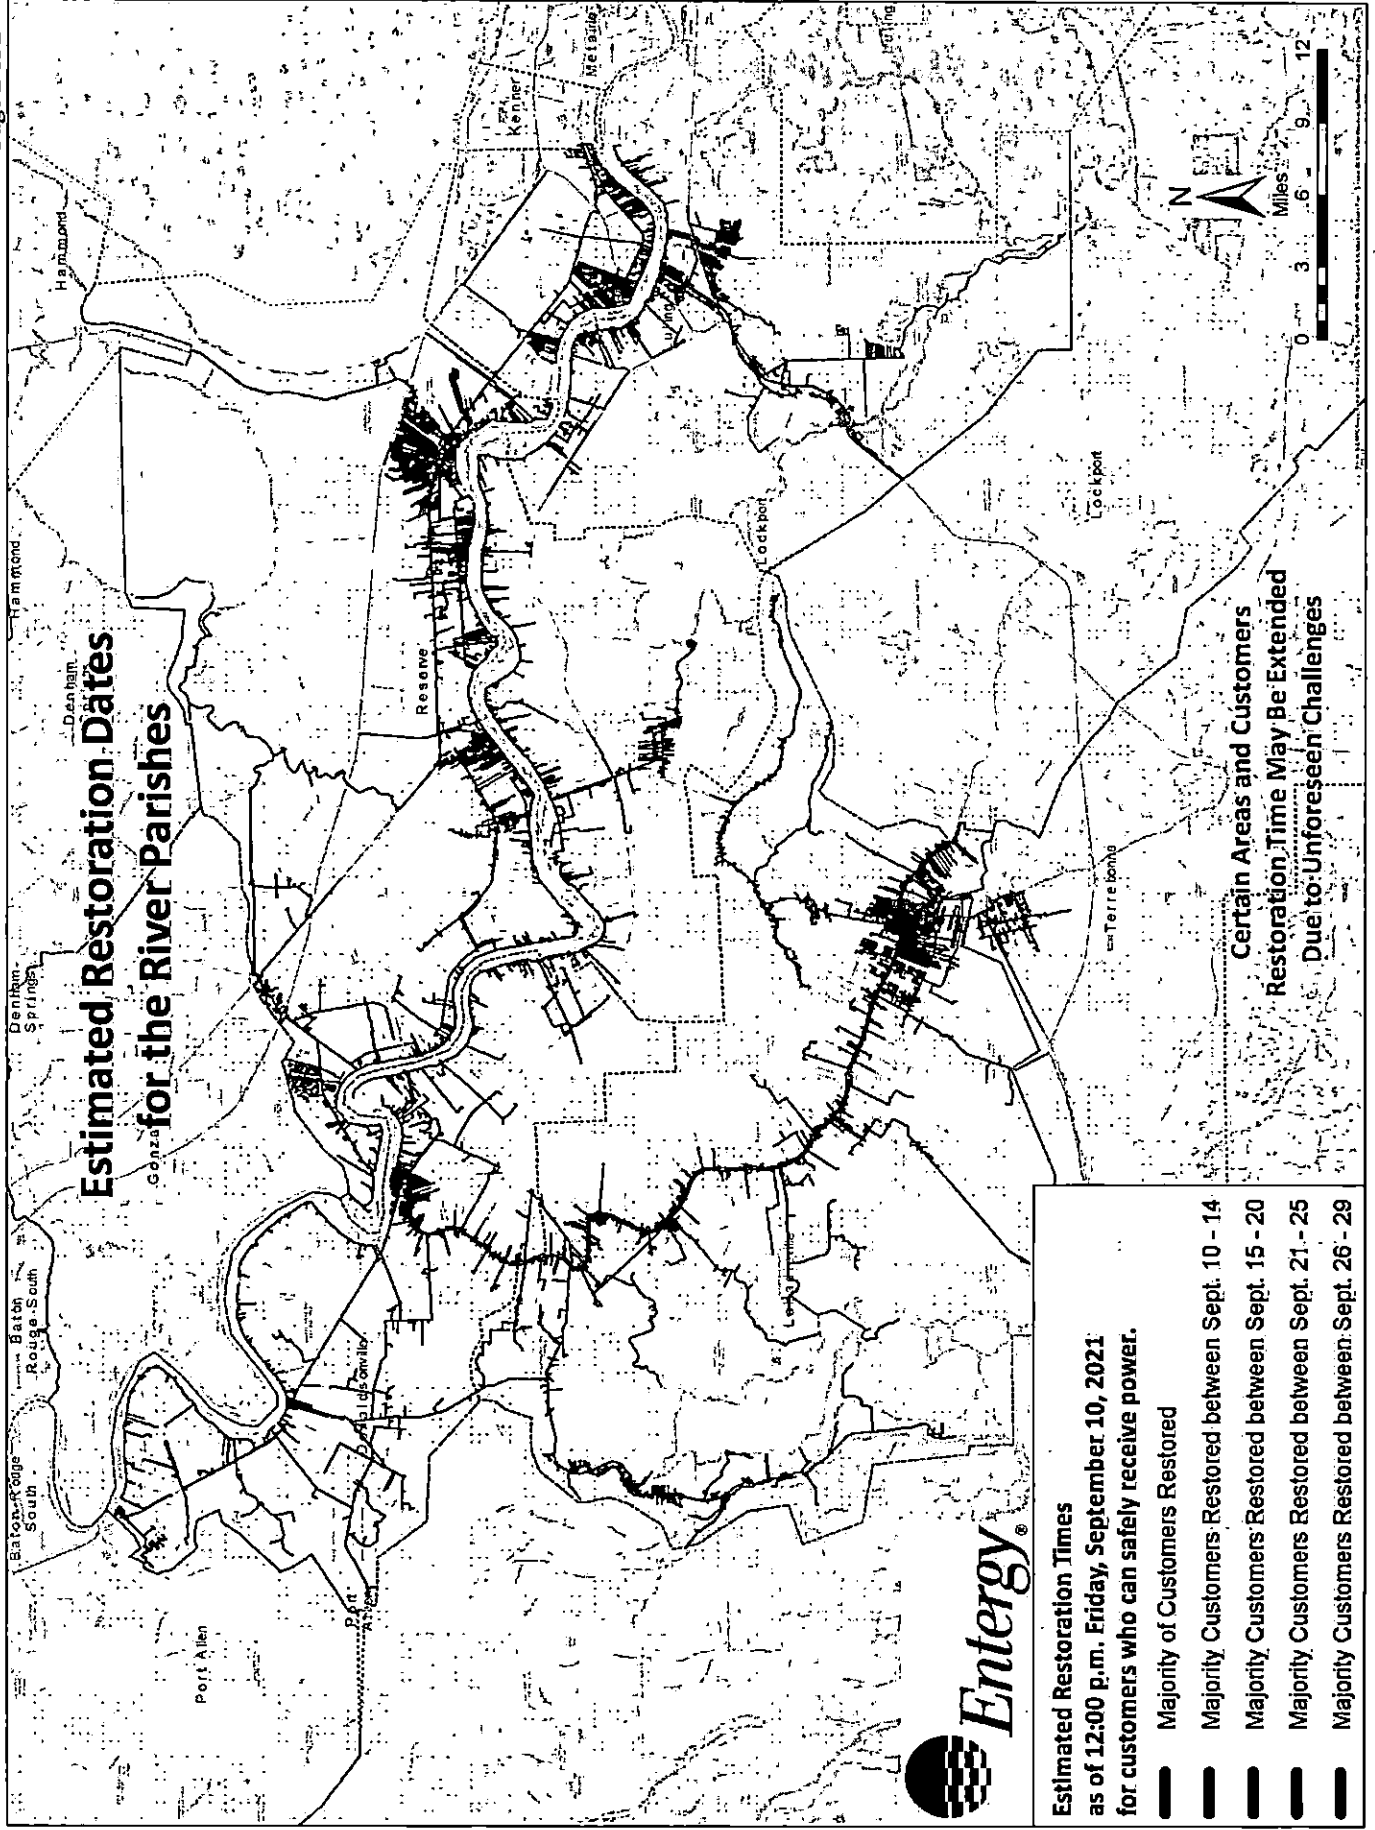 Estimated Restoration Dates
for the River Parishes
Hammond
Hammond
Denham
Denham
Springs
Baton
Rouge South
Baton Rouge
South
Port Allen
Port
Allen
Donaldsonville
Reserve
Kenner
Metairie
Lockport
Lockport
Terrebonne
N
Miles
0 3 6 9 12
Certain Areas and Customers
Restoration Time May Be Extended
Due to Unforeseen Challenges
Entergy®
Estimated Restoration Times
as of 12:00 p.m. Friday, September 10, 2021
for customers who can safely receive power.
Majority of Customers Restored
Majority Customers Restored between Sept. 10 - 14
Majority Customers Restored between Sept. 15 - 20
Majority Customers Restored between Sept. 21 - 25
Majority Customers Restored between Sept. 26 - 29